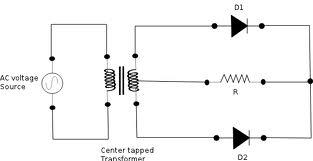 D1
AC voltage
Source
R
Center tapped
Transformer
D2